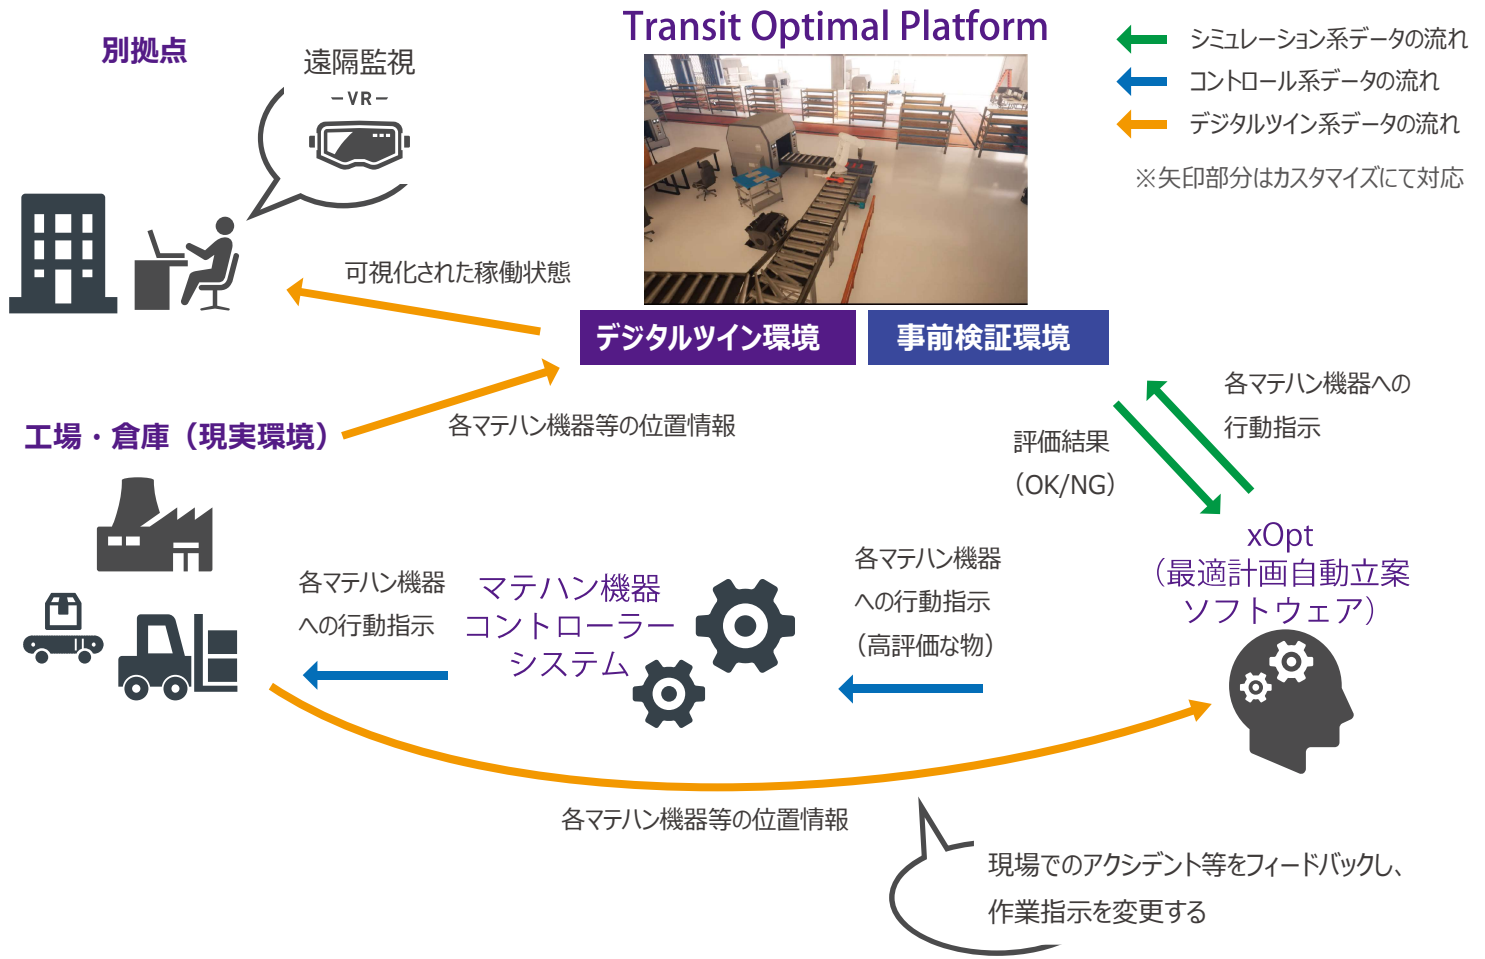 Transit Optimal Platform
別拠点
遠隔監視
-VR-
シミュレーション系データの流れ
コントロール系データの流れ
デジタルツイン系データの流れ
※矢印部分はカスタマイズにて対応
可視化された稼働状態
デジタルツイン環境
事前検証環境
工場・倉庫（現実環境）
各マテハン機器等の位置情報
各マテハン機器への
行動指示
評価結果
（OK/NG）
xOpt
（最適計画自動立案
ソフトウェア）
各マテハン機器
への行動指示
（高評価な物）
マテハン機器
コントローラー
システム
各マテハン機器
への行動指示
各マテハン機器等の位置情報
現場でのアクシデント等をフィードバックし、
作業指示を変更する